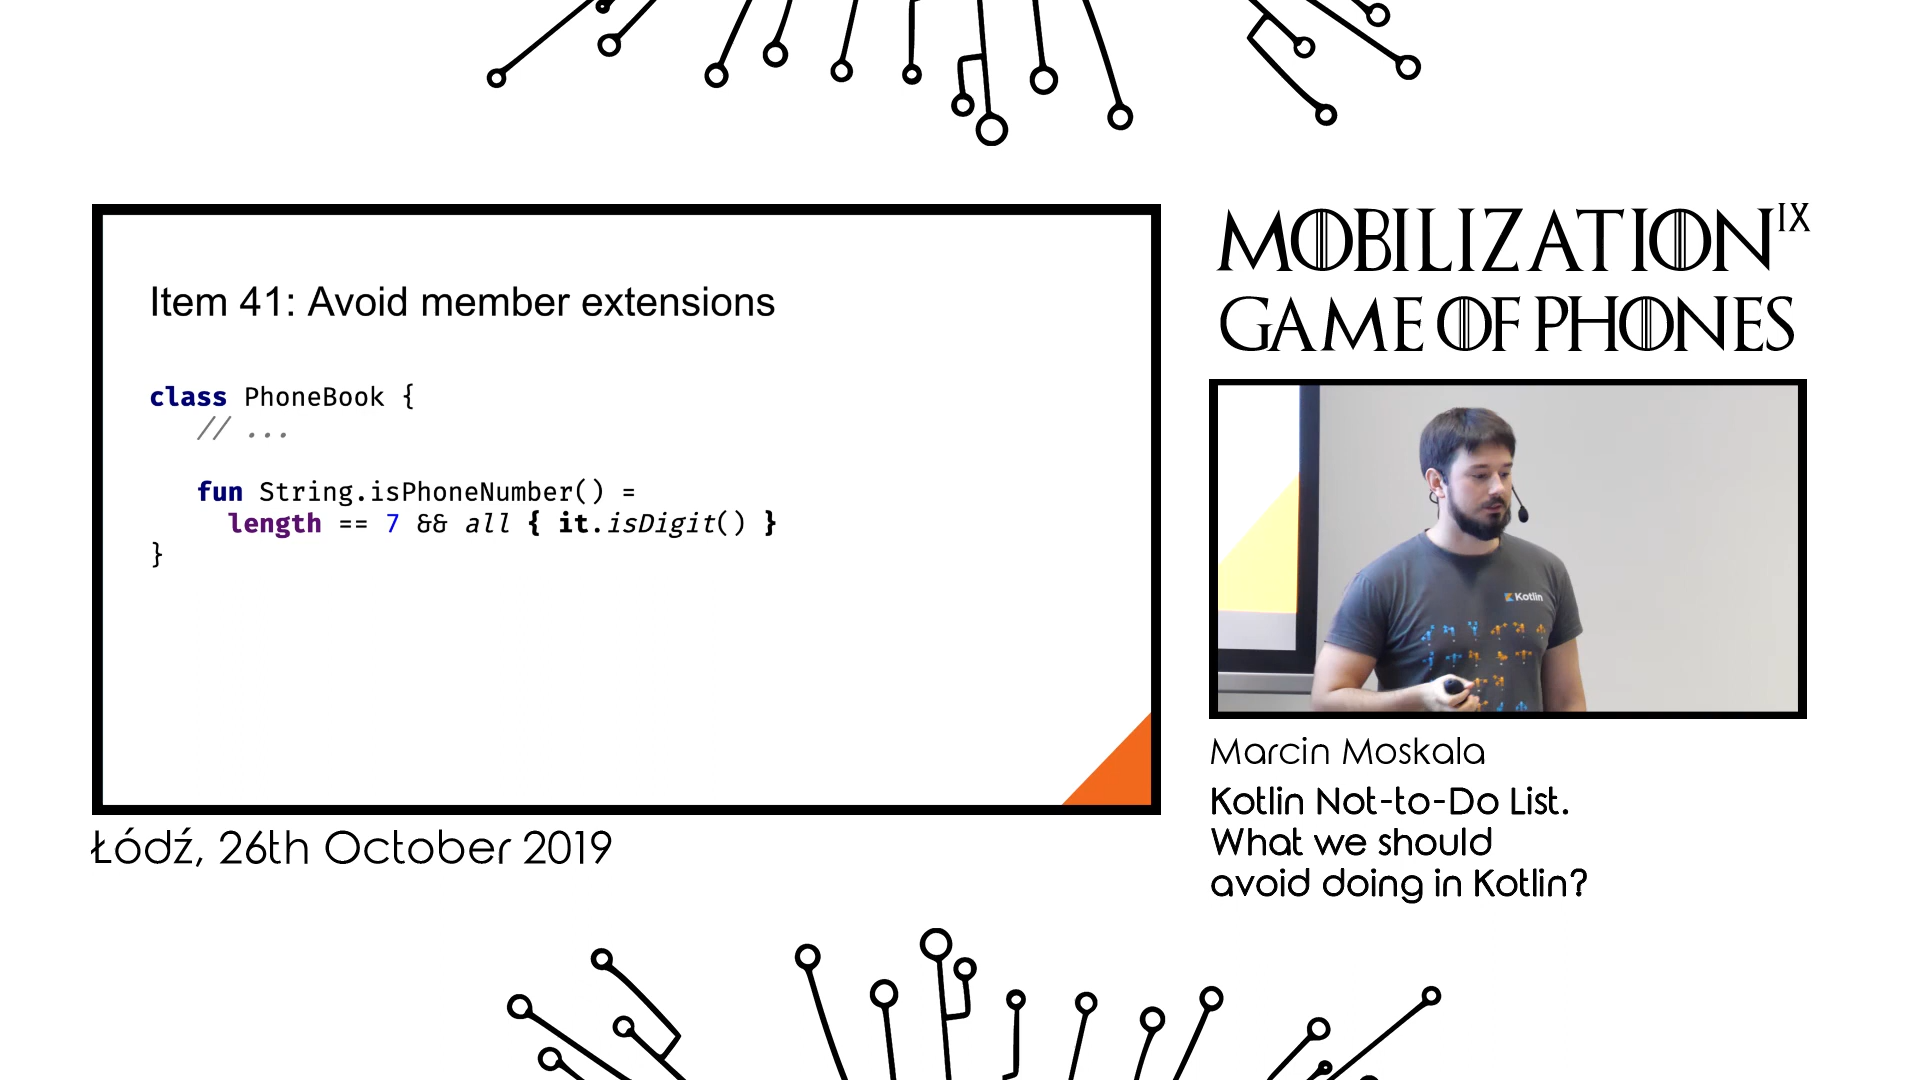 Item 41: Avoid member extensions
class PhoneBook {
// ...
fun String.isPhoneNumber() =
length == 7 && all { it.isDigit() }
}
Łódź, 26th October 2019
MOBILIZATION IX
GAME OF PHONES
Kotlin
Marcin Moskala
Kotlin Not-to-Do List.
What we should
avoid doing in Kotlin?